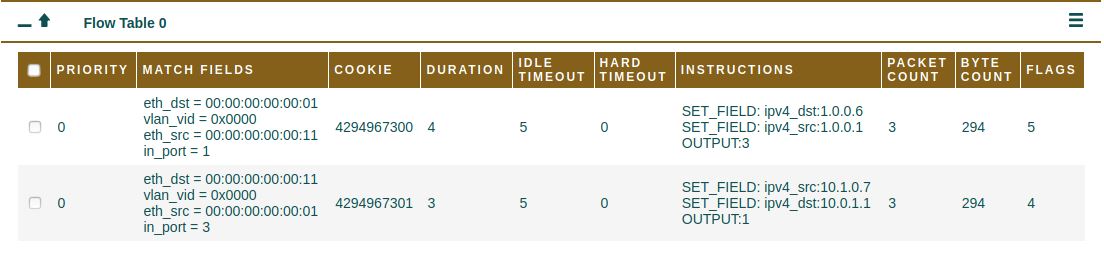 Flow Table 0
PRIORITY MATCH FIELDS COOKIE DURATION IDLE TIMEOUT HARD TIMEOUT INSTRUCTIONS PACKET COUNT BYTE COUNT FLAGS
eth_dst = 00:00:00:00:00:01
vlan_vid = 0x0000
eth_src = 00:00:00:00:00:11
in_port = 1
0 4294967300 4 5 0
SET_FIELD: ipv4_dst:1.0.0.6
SET_FIELD: ipv4_src:1.0.0.1
OUTPUT:3
3 294 5
eth_dst = 00:00:00:00:00:11
vlan_vid = 0x0000
eth_src = 00:00:00:00:00:01
in_port = 3
0 4294967301 3 5 0
SET_FIELD: ipv4_src:10.1.0.7
SET_FIELD: ipv4_dst:10.0.1.1
OUTPUT:1
3 294 4